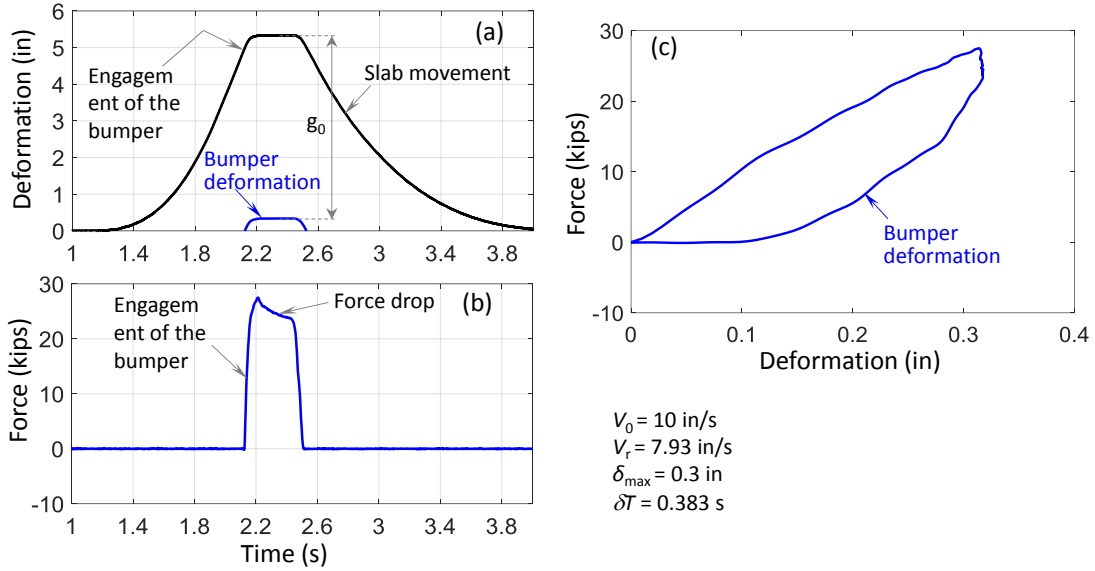 6
5
4
3
2
1
0
Deformation (in)
(a)
Engagem
ent of the
bumper
Slab movement
g0
Bumper
deformation
1 1.4 1.8 2.2 2.6 3 3.4 3.8
30
20
10
0
-10
Force (kips)
(b)
Engagem
ent of the
bumper
Force drop
1 1.4 1.8 2.2 2.6 3 3.4 3.8
Time (s)
30
20
10
0
-10
Force (kips)
(c)
Bumper
deformation
0 0.1 0.2 0.3 0.4
Deformation (in)
V0 = 10 in/s
Vr = 7.93 in/s
δmax = 0.3 in
δT = 0.383 s